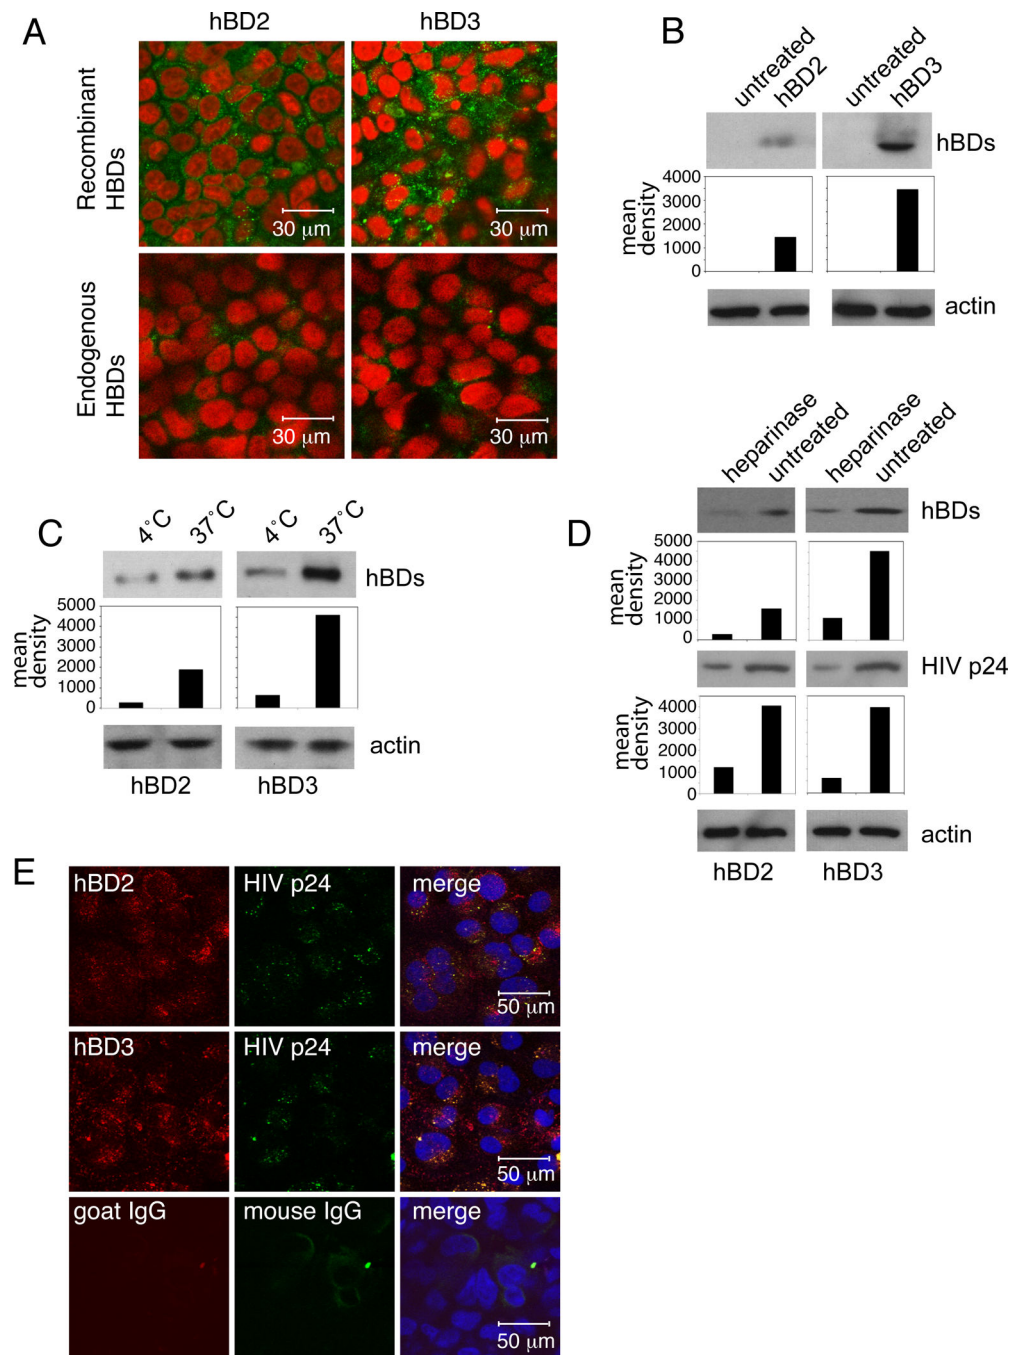 A
hBD2
hBD3
Recombinant
HBDs
30 µm
30 µm
Endogenous
HBDs
30 µm
30 µm
B
untreated
hBD2
untreated
hBD3
hBDs
mean
density
4000
3000
2000
1000
0
actin
C
4°C
37°C
4°C
37°C
hBDs
mean
density
5000
4000
3000
2000
1000
0
actin
hBD2
hBD3
D
heparinase
untreated
heparinase
untreated
hBDs
mean
density
5000
4000
3000
2000
1000
0
HIV p24
mean
density
4000
3000
2000
1000
0
actin
hBD2
hBD3
E
hBD2
HIV p24
merge
50 µm
hBD3
HIV p24
merge
50 µm
goat IgG
mouse IgG
merge
50 µm